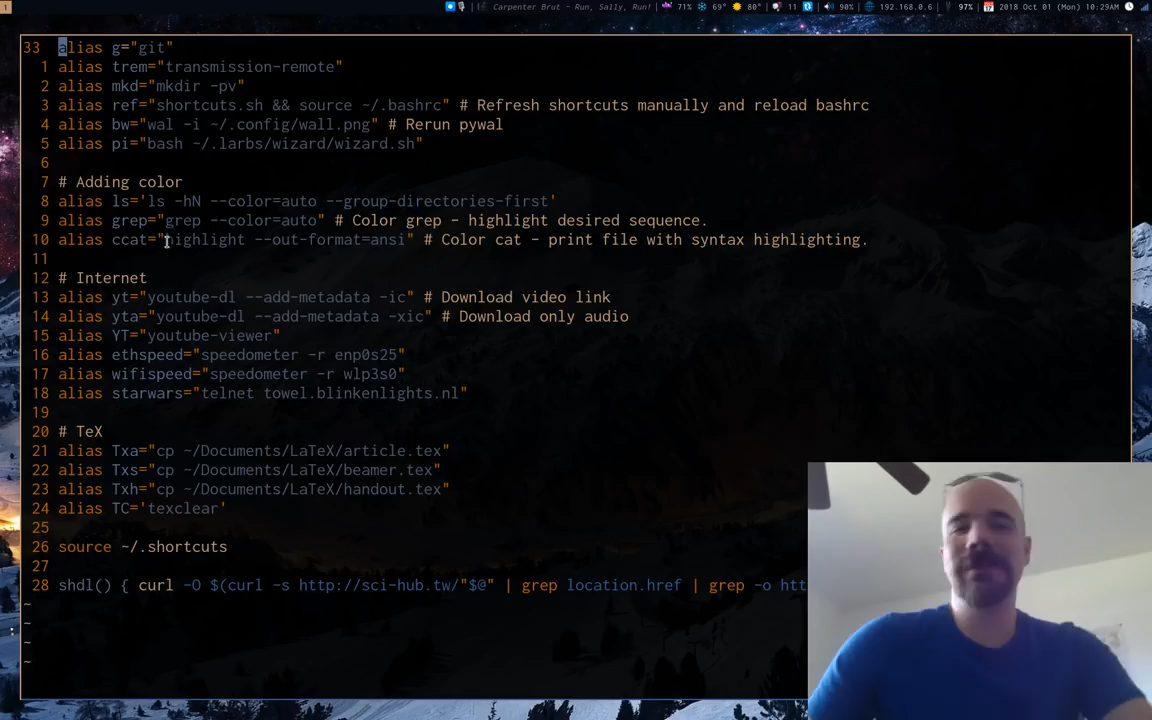 1 Carpenter Brut – Run, Sally, Run! 71% 69° 80° 11 90% 192.168.0.6 97% 2018 Oct 01 (Mon) 10:29AM
33 alias g="git"
1 alias trem="transmission-remote"
2 alias mkd="mkdir -pv"
3 alias ref="shortcuts.sh && source ~/.bashrc" # Refresh shortcuts manually and reload bashrc
4 alias bw="wal -i ~/.config/wall.png" # Rerun pywal
5 alias pi="bash ~/.larbs/wizard/wizard.sh"
6
7 # Adding color
8 alias ls='ls -hN --color=auto --group-directories-first'
9 alias grep="grep --color=auto" # Color grep - highlight desired sequence.
10 alias ccat="highlight --out-format=ansi" # Color cat - print file with syntax highlighting.
11
12 # Internet
13 alias yt="youtube-dl --add-metadata -ic" # Download video link
14 alias yta="youtube-dl --add-metadata -xic" # Download only audio
15 alias YT="youtube-viewer"
16 alias ethspeed="speedometer -r enp0s25"
17 alias wifispeed="speedometer -r wlp3s0"
18 alias starwars="telnet towel.blinkenlights.nl"
19
20 # TeX
21 alias Txa="cp ~/Documents/LaTeX/article.tex"
22 alias Txs="cp ~/Documents/LaTeX/beamer.tex"
23 alias Txh="cp ~/Documents/LaTeX/handout.tex"
24 alias TC='texclear'
25
26 source ~/.shortcuts
27
28 shdl() { curl -O $(curl -s http://sci-hub.tw/"$@" | grep location.href | grep -o htt
~
~
~
~